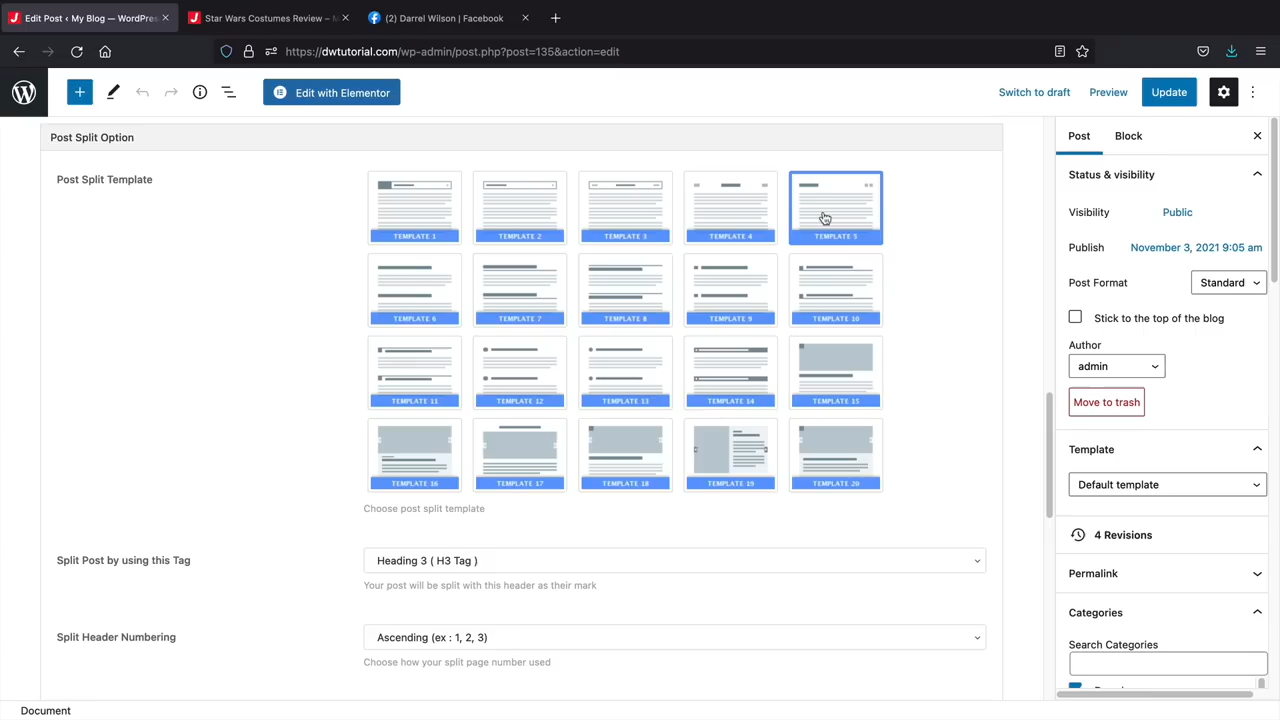 Edit Post ‹ My Blog — WordPres
Star Wars Costumes Review – M
(2) Darrel Wilson | Facebook
https://dwtutorial.com/wp-admin/post.php?post=135&action=edit
Edit with Elementor
Switch to draft
Preview
Update
Post Split Option
Post
Block
Post Split Template
Status & visibility
Visibility
Public
TEMPLATE 1
TEMPLATE 2
TEMPLATE 3
TEMPLATE 4
TEMPLATE 5
Publish
November 3, 2021 9:05 am
Post Format
Standard
TEMPLATE 6
TEMPLATE 7
TEMPLATE 8
TEMPLATE 9
TEMPLATE 10
Stick to the top of the blog
Author
admin
TEMPLATE 11
TEMPLATE 12
TEMPLATE 13
TEMPLATE 14
TEMPLATE 15
Move to trash
Template
TEMPLATE 16
TEMPLATE 17
TEMPLATE 18
TEMPLATE 19
TEMPLATE 20
Default template
Choose post split template
4 Revisions
Split Post by using this Tag
Heading 3 ( H3 Tag )
Your post will be split with this header as their mark
Permalink
Categories
Split Header Numbering
Ascending (ex : 1, 2, 3)
Choose how your split page number used
Search Categories
Document